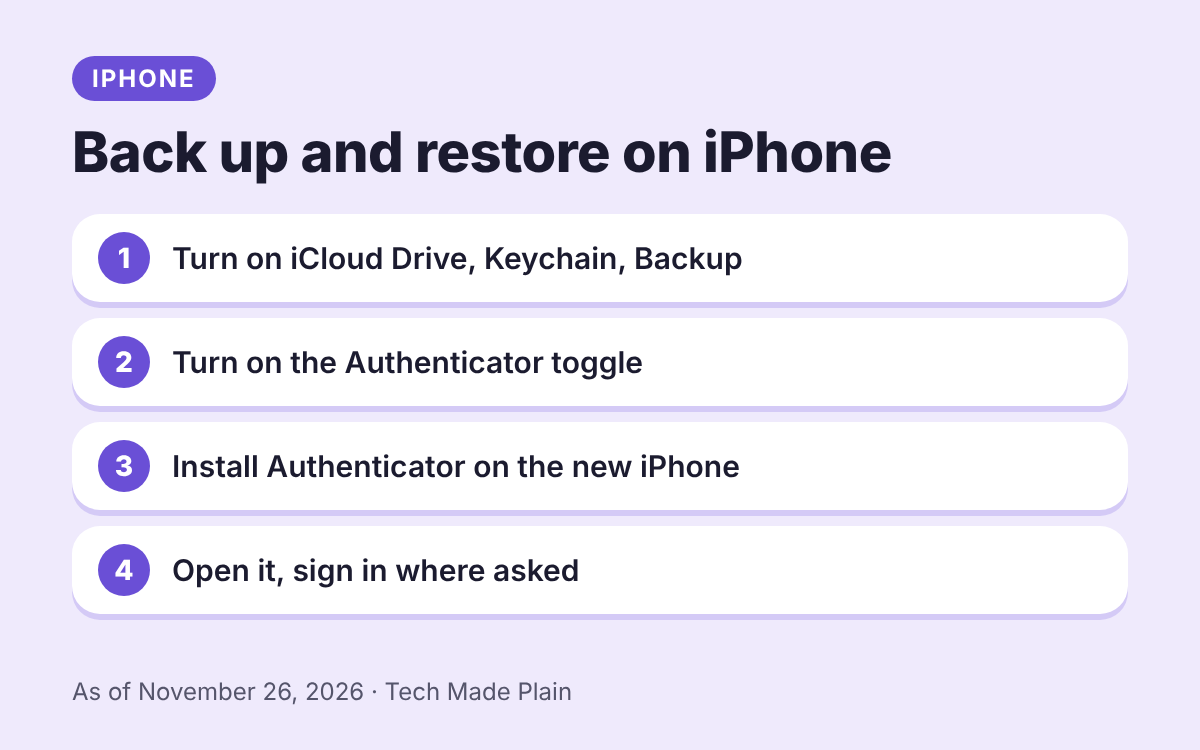 IPHONE
Back up and restore on iPhone
1 Turn on iCloud Drive, Keychain, Backup
2 Turn on the Authenticator toggle
3 Install Authenticator on the new iPhone
4 Open it, sign in where asked
As of November 26, 2026 · Tech Made Plain